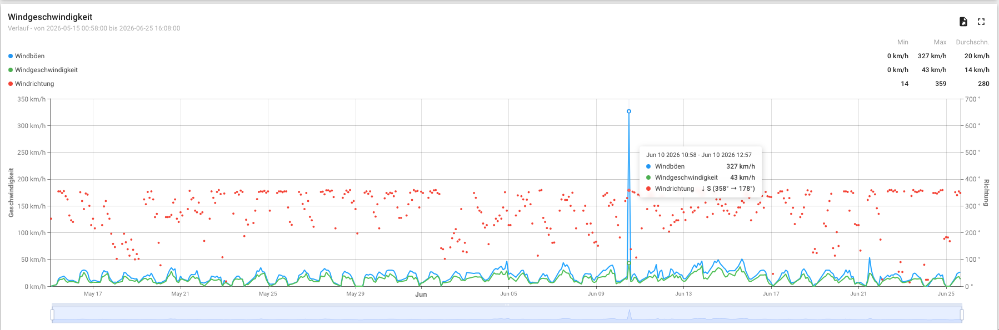 Windgeschwindigkeit
Verlauf - von 2026-05-15 00:58:00 bis 2026-06-25 16:08:00
Min Max Durchschn.
Windböen 0 km/h 327 km/h 20 km/h
Windgeschwindigkeit 0 km/h 43 km/h 14 km/h
Windrichtung 14 359 280
350 km/h 700 °
300 km/h 600 °
250 km/h 500 °
200 km/h 400 °
150 km/h 300 °
100 km/h 200 °
50 km/h 100 °
0 km/h 0 °
Geschwindigkeit
Richtung
Jun 10 2026 10:58 - Jun 10 2026 12:57
Windböen 327 km/h
Windgeschwindigkeit 43 km/h
Windrichtung ↓ S (358° → 178°)
May 17 May 21 May 25 May 29 Jun Jun 05 Jun 09 Jun 13 Jun 17 Jun 21 Jun 25